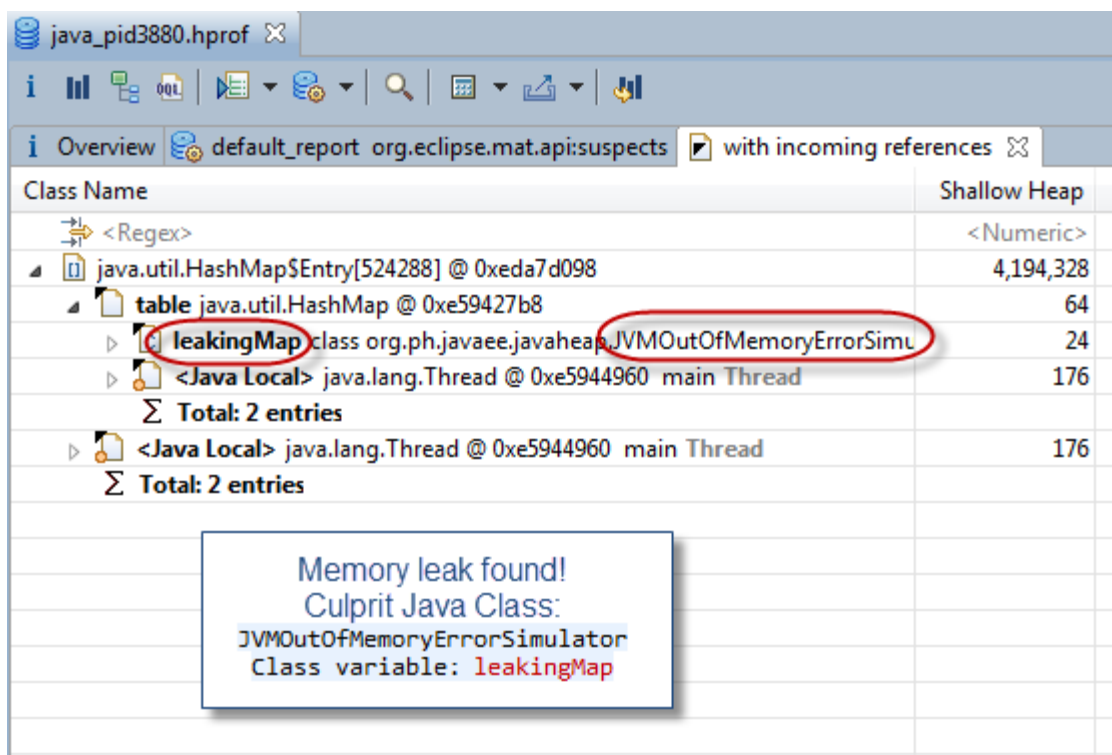 java_pid3880.hprof
i OQL
i Overview default_report org.eclipse.mat.api:suspects with incoming references
Class Name Shallow Heap
<Regex> <Numeric>
java.util.HashMap$Entry[524288] @ 0xeda7d098 4,194,328
table java.util.HashMap @ 0xe59427b8 64
leakingMap class org.ph.javaee.javaheap.JVMOutOfMemoryErrorSimu 24
<Java Local> java.lang.Thread @ 0xe5944960 main Thread 176
Σ Total: 2 entries
<Java Local> java.lang.Thread @ 0xe5944960 main Thread 176
Σ Total: 2 entries
Memory leak found!
Culprit Java Class:
JVMOutOfMemoryErrorSimulator
Class variable: leakingMap